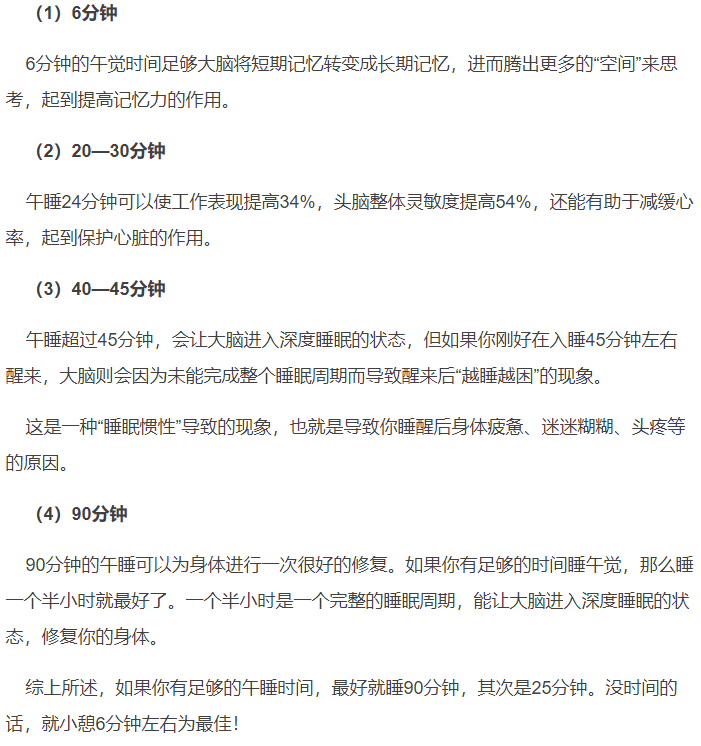 （1）6分钟
6分钟的午觉时间足够大脑将短期记忆转变成长期记忆，进而腾出更多的“空间”来思
考，起到提高记忆力的作用。
（2）20—30分钟
午睡24分钟可以使工作表现提高34%，头脑整体灵敏度提高54%，还能有助于减缓心
率，起到保护心脏的作用。
（3）40—45分钟
午睡超过45分钟，会让大脑进入深度睡眠的状态，但如果你刚好在入睡45分钟左右
醒来，大脑则会因为未能完成整个睡眠周期而导致醒来后“越睡越困”的现象。
这是一种“睡眠惯性”导致的现象，也就是导致你睡醒后身体疲惫、迷迷糊糊、头疼等
的原因。
（4）90分钟
90分钟的午睡可以为身体进行一次很好的修复。如果你有足够的时间睡午觉，那么睡
一个半小时就最好了。一个半小时是一个完整的睡眠周期，能让大脑进入深度睡眠的状
态，修复你的身体。
综上所述，如果你有足够的午睡时间，最好就睡90分钟，其次是25分钟。没时间的
话，就小憩6分钟左右为最佳！